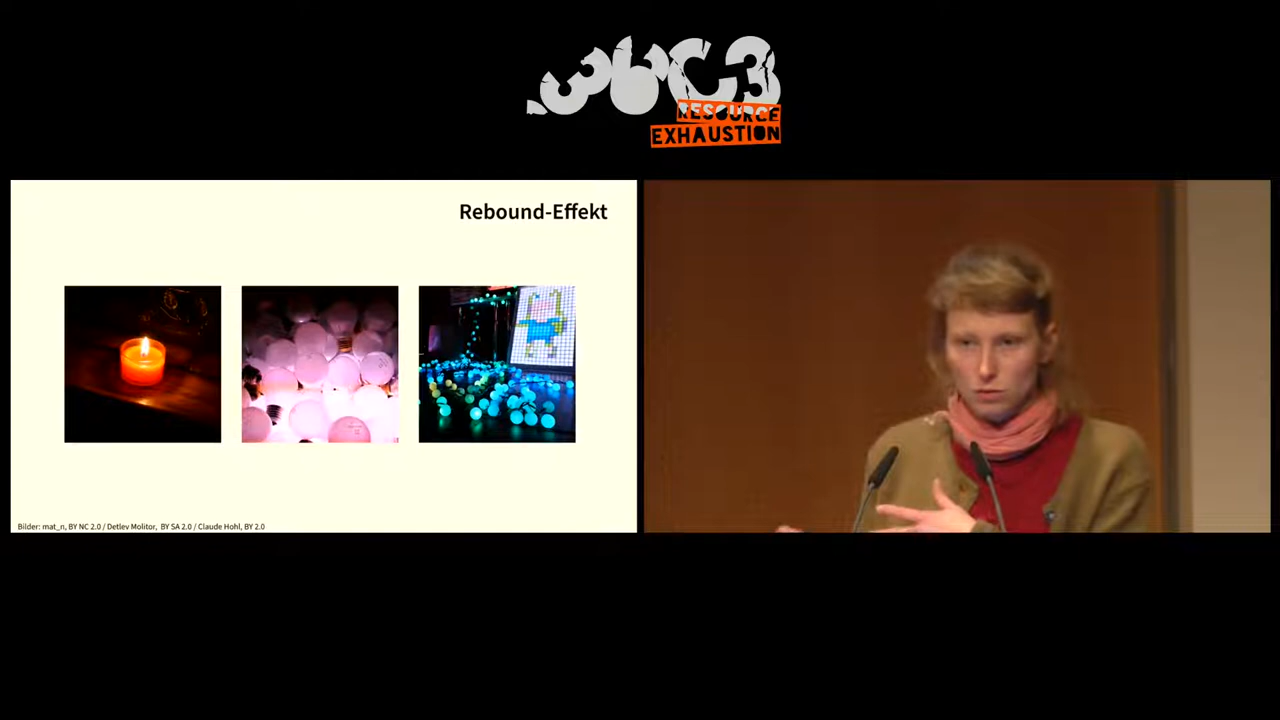 36C3
RESOURCE
EXHAUSTION
Rebound-Effekt
Bilder: mat_n, BY NC 2.0 / Detlev Molitor, BY SA 2.0 / Claude Hohl, BY 2.0